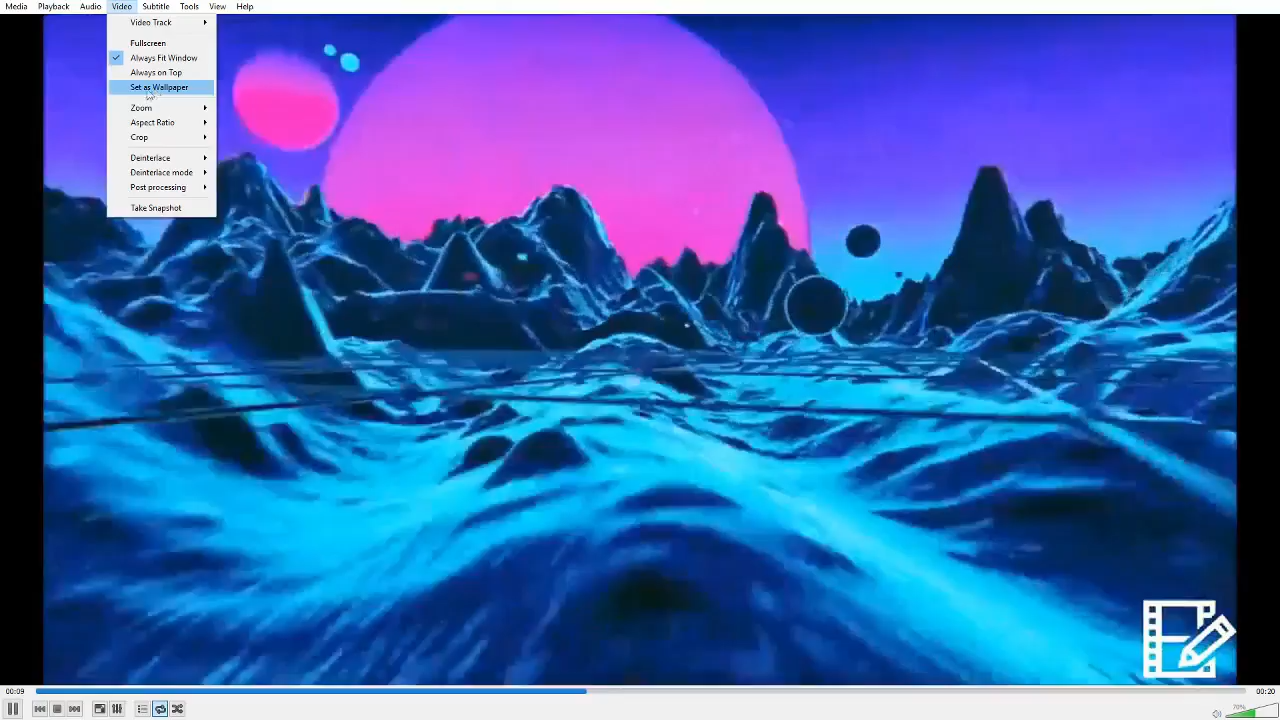 Media Playback Audio Video Subtitle Tools View Help
Video Track
Fullscreen
Always Fit Window
Always on Top
Set as Wallpaper
Zoom
Aspect Ratio
Crop
Deinterlace
Deinterlace mode
Post processing
Take Snapshot
00:09 00:20
70%